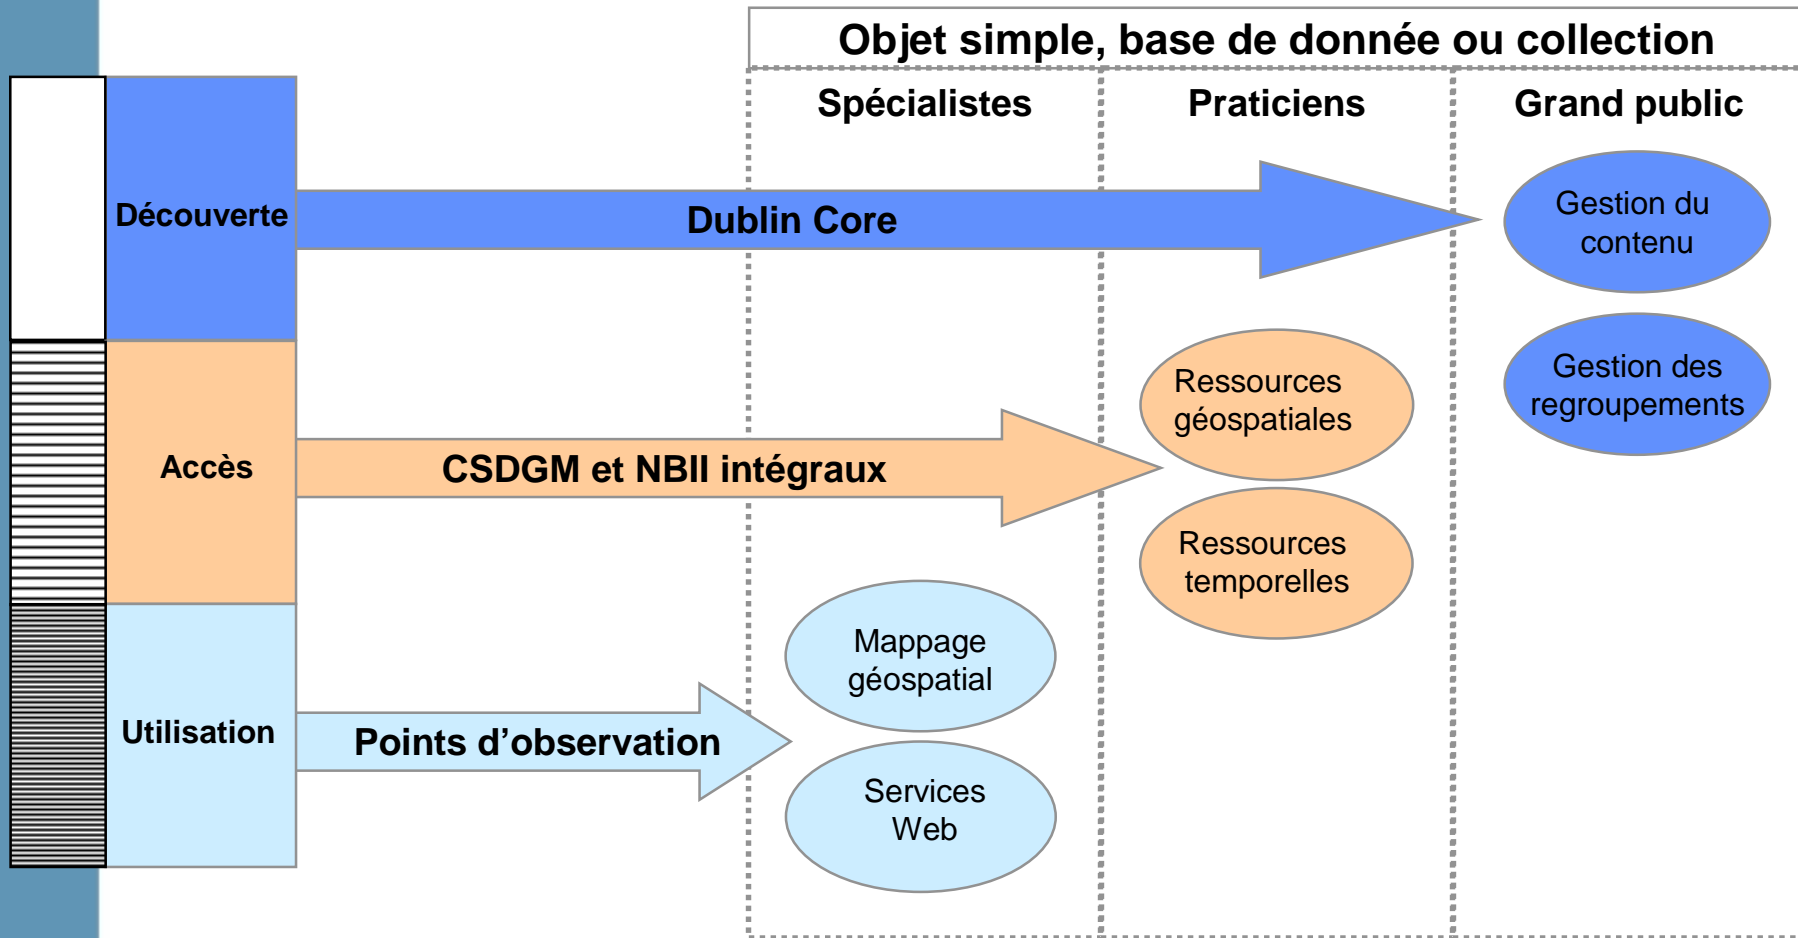 Objet simple, base de donnée ou collection
Spécialistes
Praticiens
Grand public
Découverte
Dublin Core
Gestion du
contenu
Gestion des
regroupements
Accès
CSDGM et NBII intégraux
Ressources
géospatiales
Ressources
temporelles
Utilisation
Points d’observation
Mappage
géospatial
Services
Web